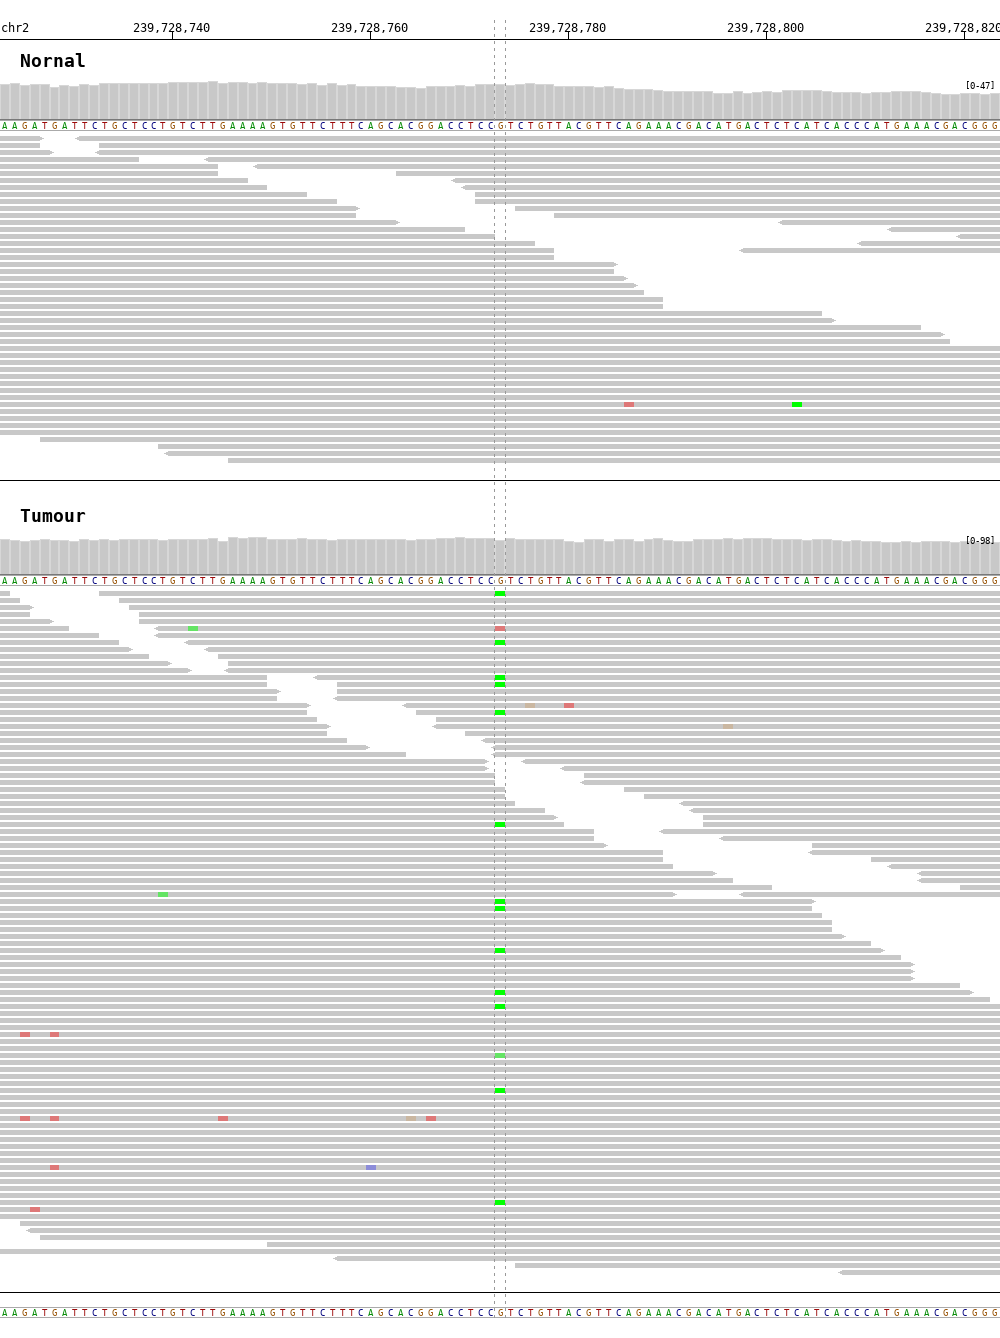 chr2 239,728,740 239,728,760 239,728,780 239,728,800 239,728,820
Nornal
[0-47]
AAGATGATTCTGCTCCTGTCTTGAAAAGTGTTCTTTCAGCACGGACCTCCGTCTGTTACGTTCAGAAACGACATGACTCTCATCACCCATGAAACGACGGG
Tumour
[0-98]
AAGATGATTCTGCTCCTGTCTTGAAAAGTGTTCTTTCAGCACGGACCTCCGTCTGTTACGTTCAGAAACGACATGACTCTCATCACCCATGAAACGACGGG
AAGATGATTCTGCTCCTGTCTTGAAAAGTGTTCTTTCAGCACGGACCTCCGTCTGTTACGTTCAGAAACGACATGACTCTCATCACCCATGAAACGACGGG